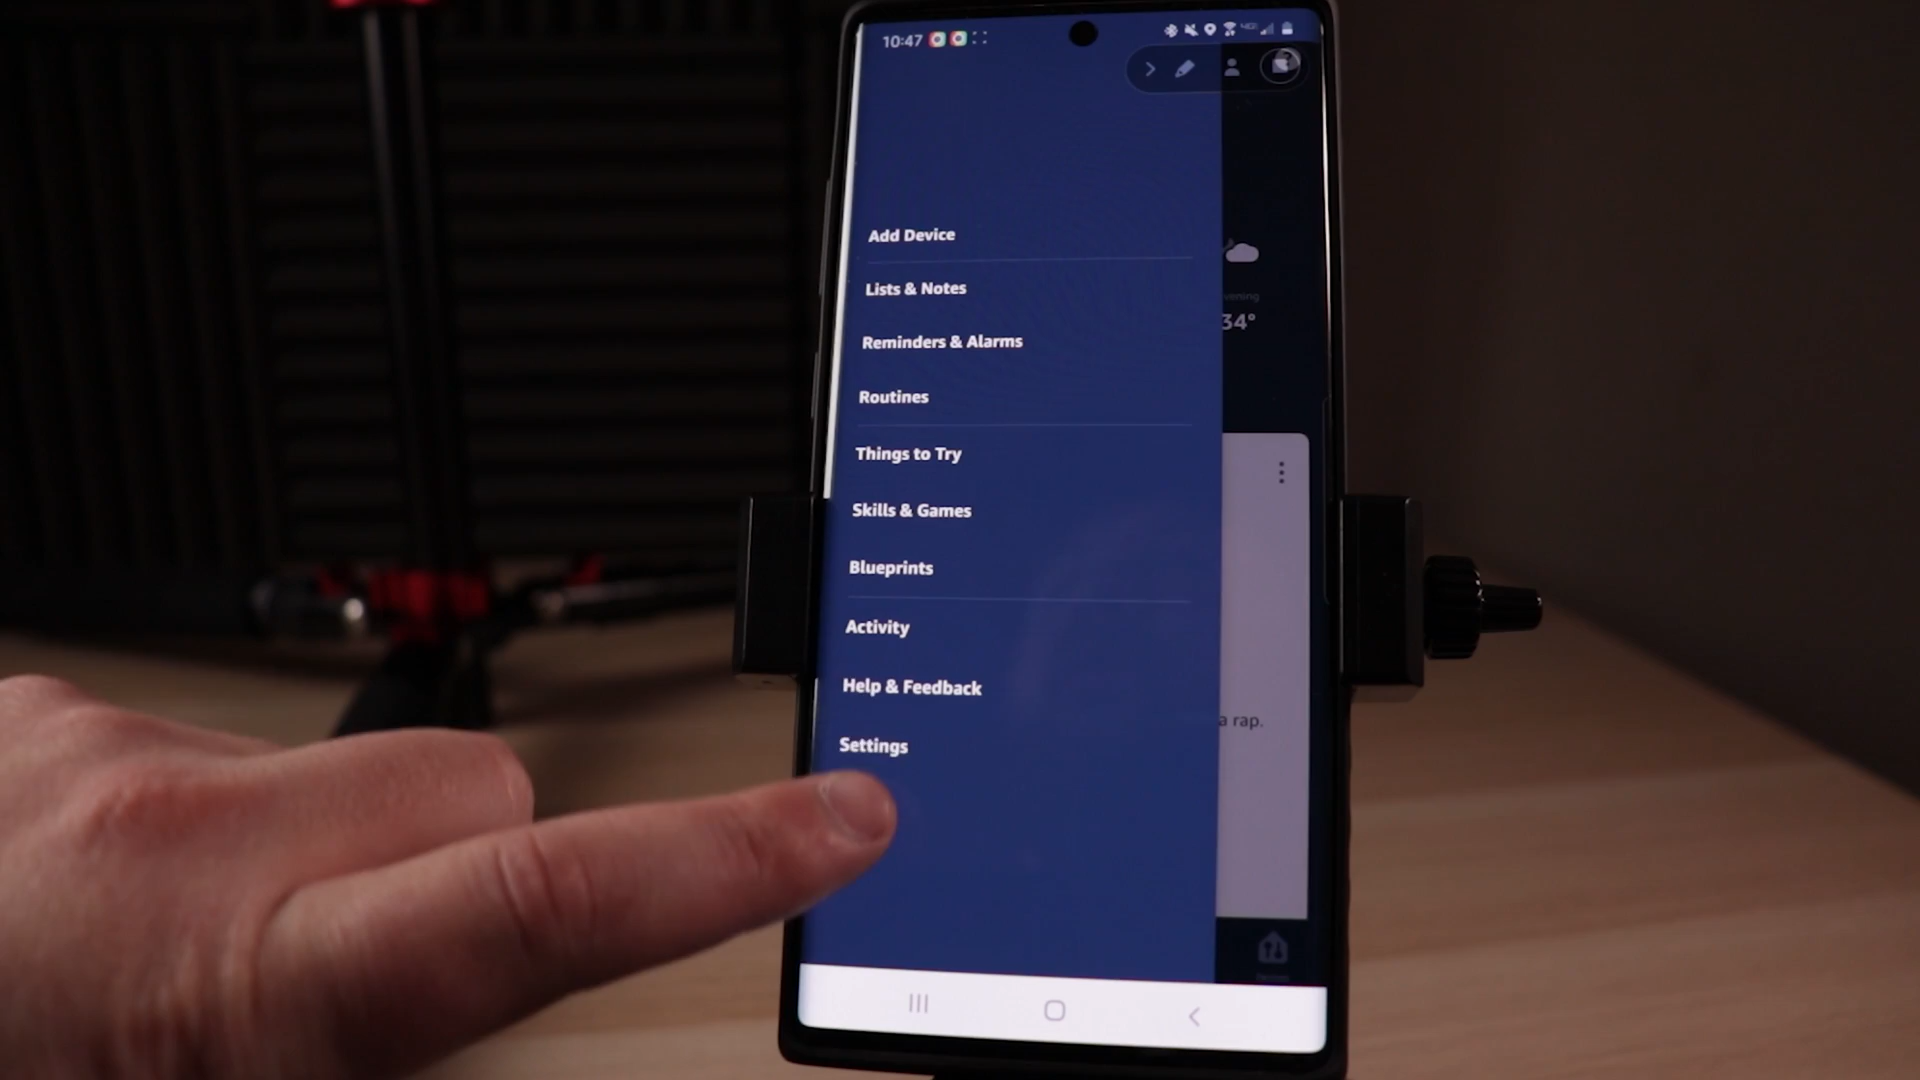 10:47
Add Device
Lists & Notes
vening
34°
Reminders & Alarms
Routines
Things to Try
Skills & Games
Blueprints
Activity
Help & Feedback
a rap.
Settings